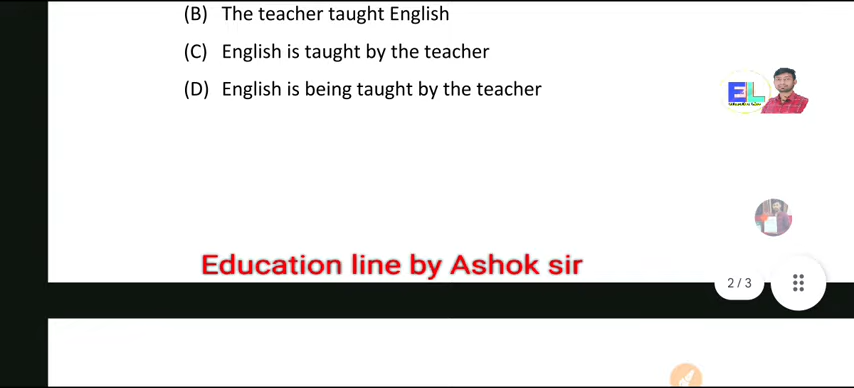 (B) The teacher taught English
(C) English is taught by the teacher
(D) English is being taught by the teacher
EL
Education line by Ashok sir
2 / 3